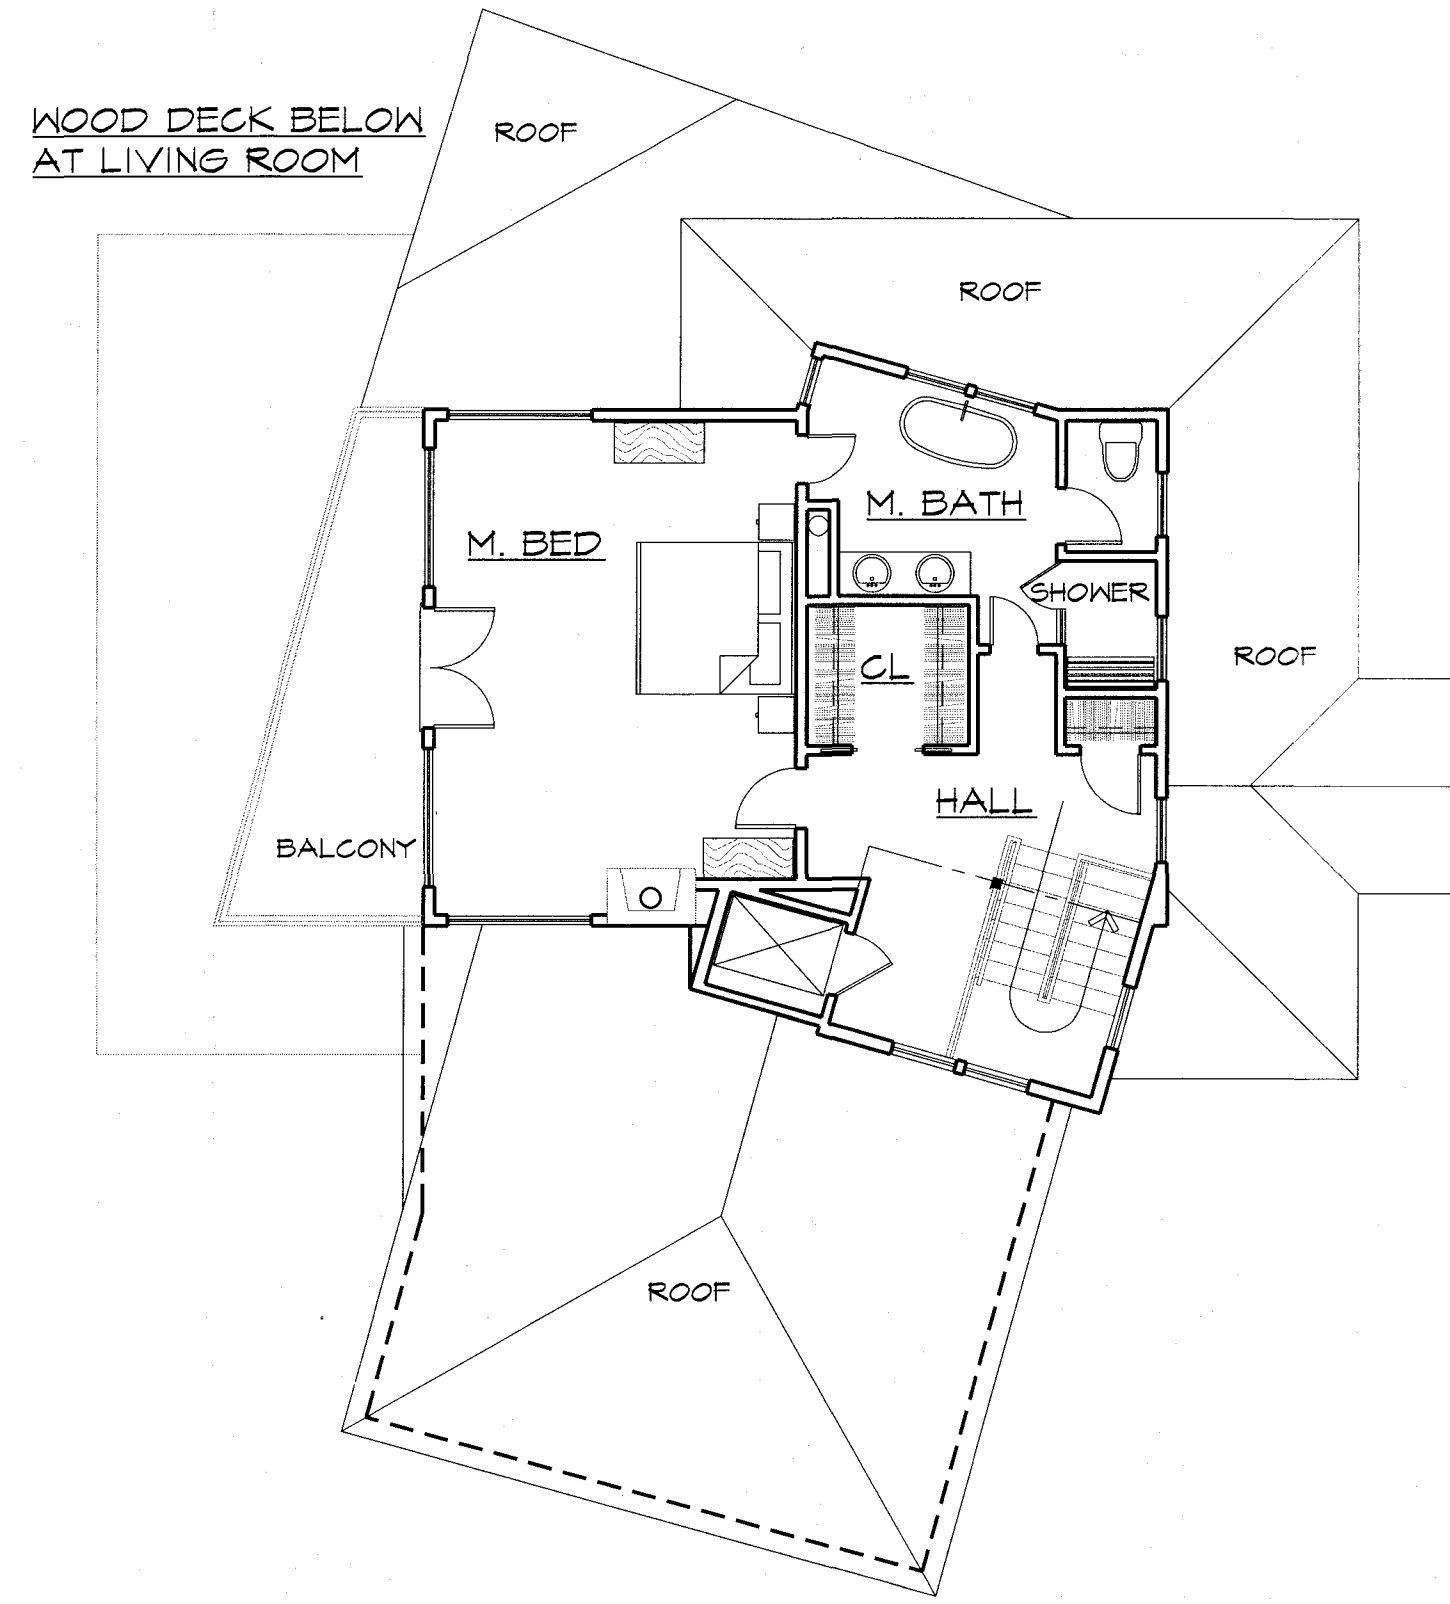 WOOD DECK BELOW
AT LIVING ROOM
ROOF
ROOF
M. BATH
M. BED
SHOWER
CL
ROOF
HALL
BALCONY
ROOF